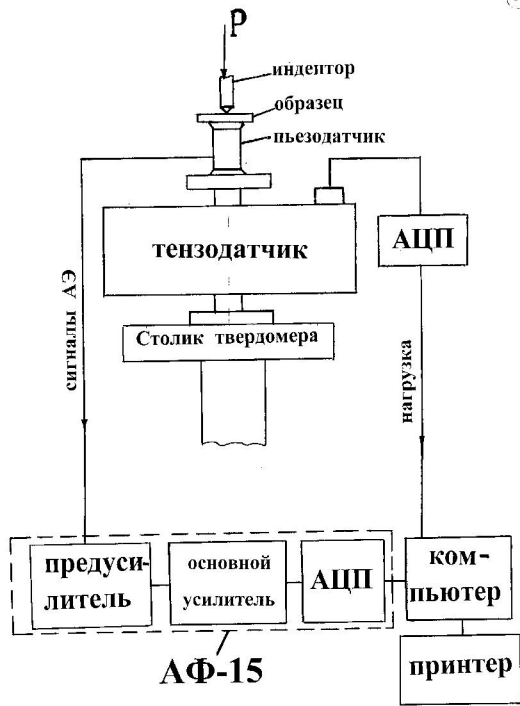 P
индентор
образец
пьезодатчик
тензодатчик
АЦП
Столик твердомера
сигналы АЭ
нагрузка
предуси-
литель
основной
усилитель
АЦП
ком-
пьютер
АФ-15
принтер